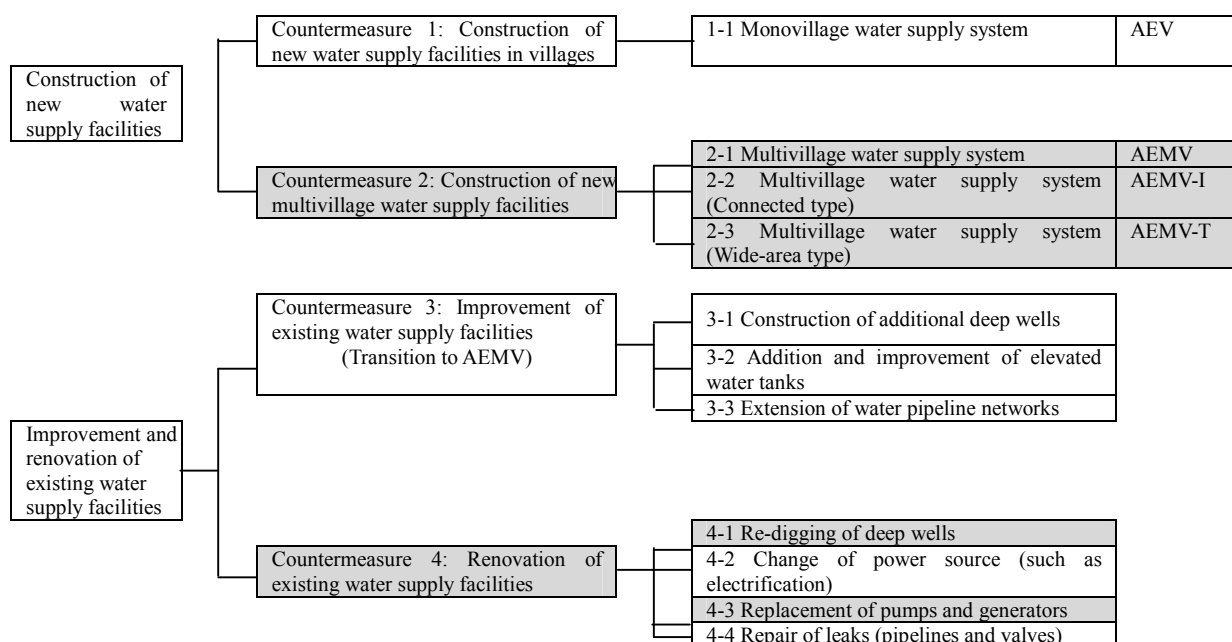 Construction of
new water
supply facilities
Countermeasure 1: Construction of
new water supply facilities in villages
1-1 Monovillage water supply system AEV
Countermeasure 2: Construction of new
multivillage water supply facilities
2-1 Multivillage water supply system AEMV
2-2 Multivillage water supply system AEMV-I
(Connected type)
2-3 Multivillage water supply system AEMV-T
(Wide-area type)
Improvement and
renovation of
existing water
supply facilities
Countermeasure 3: Improvement of
existing water supply facilities
(Transition to AEMV)
3-1 Construction of additional deep wells
3-2 Addition and improvement of elevated
water tanks
3-3 Extension of water pipeline networks
Countermeasure 4: Renovation of
existing water supply facilities
4-1 Re-digging of deep wells
4-2 Change of power source (such as
electrification)
4-3 Replacement of pumps and generators
4-4 Repair of leaks (pipelines and valves)